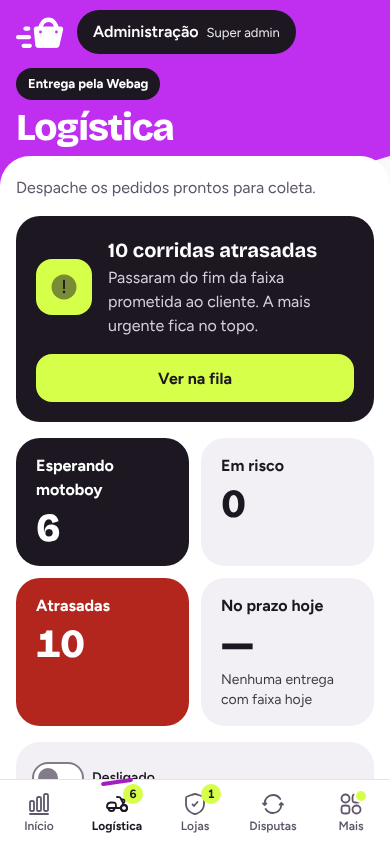 Administração Super admin
Entrega pela Webag
Logística
Despache os pedidos prontos para coleta.
!
10 corridas atrasadas
Passaram do fim da faixa
prometida ao cliente. A mais
urgente fica no topo.
Ver na fila
Esperando
motoboy
6
Em risco
0
Atrasadas
10
No prazo hoje
—
Nenhuma entrega
com faixa hoje
Desligado
6
1
Início
Logística
Lojas
Disputas
Mais